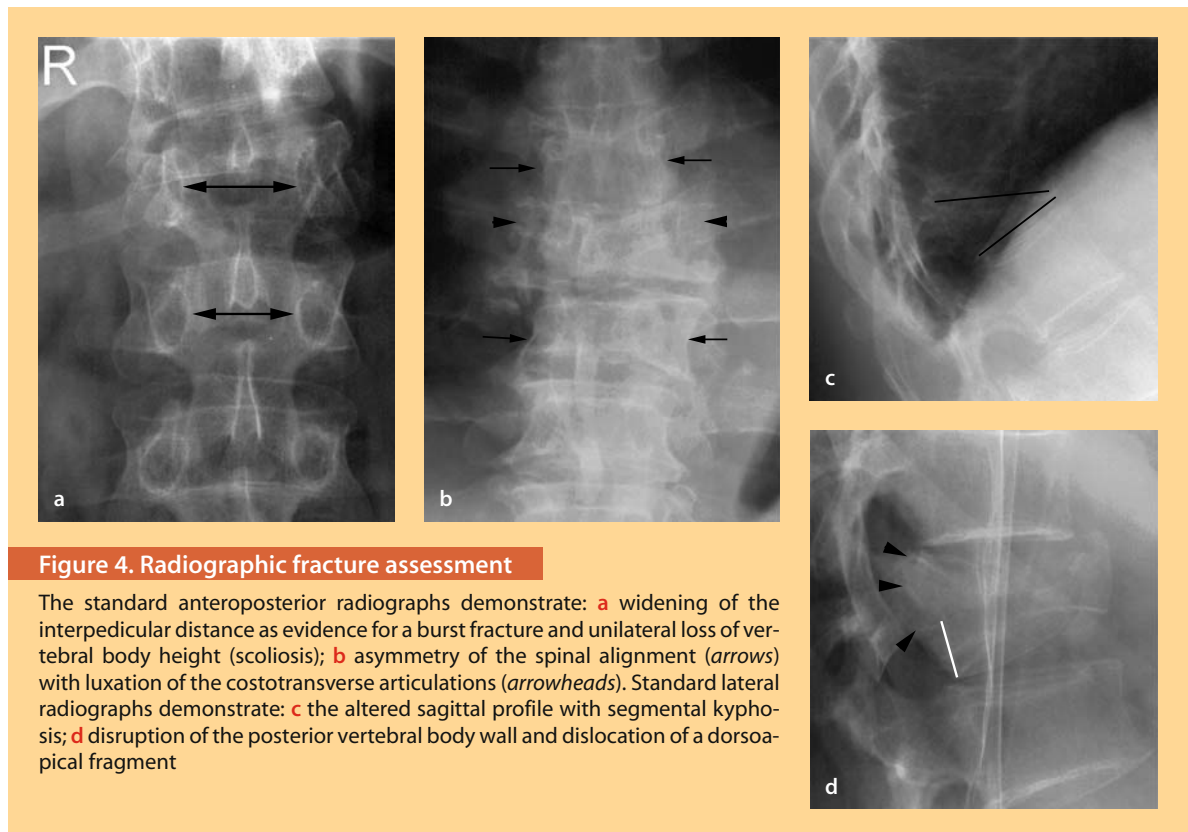 R
a
b
c
d
Figure 4. Radiographic fracture assessment
The standard anteroposterior radiographs demonstrate: a widening of the
interpedicular distance as evidence for a burst fracture and unilateral loss of ver-
tebral body height (scoliosis); b asymmetry of the spinal alignment (arrows)
with luxation of the costotransverse articulations (arrowheads). Standard lateral
radiographs demonstrate: c the altered sagittal profile with segmental kypho-
sis; d disruption of the posterior vertebral body wall and dislocation of a dorsoa-
pical fragment